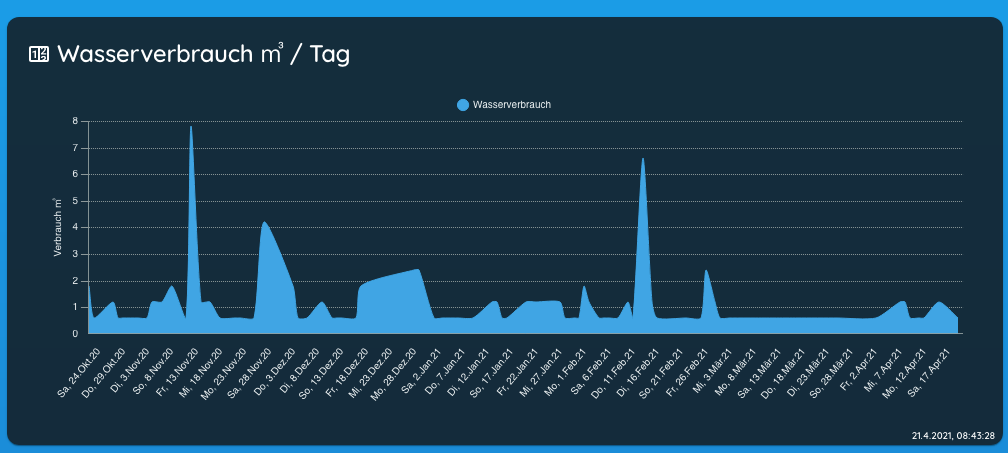 Wasserverbrauch m³ / Tag
Wasserverbrauch
Verbrauch m³
8
7
6
5
4
3
2
1
0
Sa, 24.Okt.20
Do, 29.Okt.20
Di, 3.Nov.20
So, 8.Nov.20
Fr, 13.Nov.20
Mi, 18.Nov.20
Mo, 23.Nov.20
Sa, 28.Nov.20
Do, 3.Dez.20
Di, 8.Dez.20
So, 13.Dez.20
Fr, 18.Dez.20
Mi, 23.Dez.20
Mo, 28.Dez.20
Sa, 2.Jan.21
Do, 7.Jan.21
Di, 12.Jan.21
So, 17.Jan.21
Fr, 22.Jan.21
Mi, 27.Jan.21
Mo, 1.Feb.21
Sa, 6.Feb.21
Do, 11.Feb.21
Di, 16.Feb.21
So, 21.Feb.21
Fr, 26.Feb.21
Mi, 3.Mär.21
Mo, 8.Mär.21
Sa, 13.Mär.21
Do, 18.Mär.21
Di, 23.Mär.21
So, 28.Mär.21
Fr, 2.Apr.21
Mi, 7.Apr.21
Mo, 12.Apr.21
Sa, 17.Apr.21
21.4.2021, 08:43:28